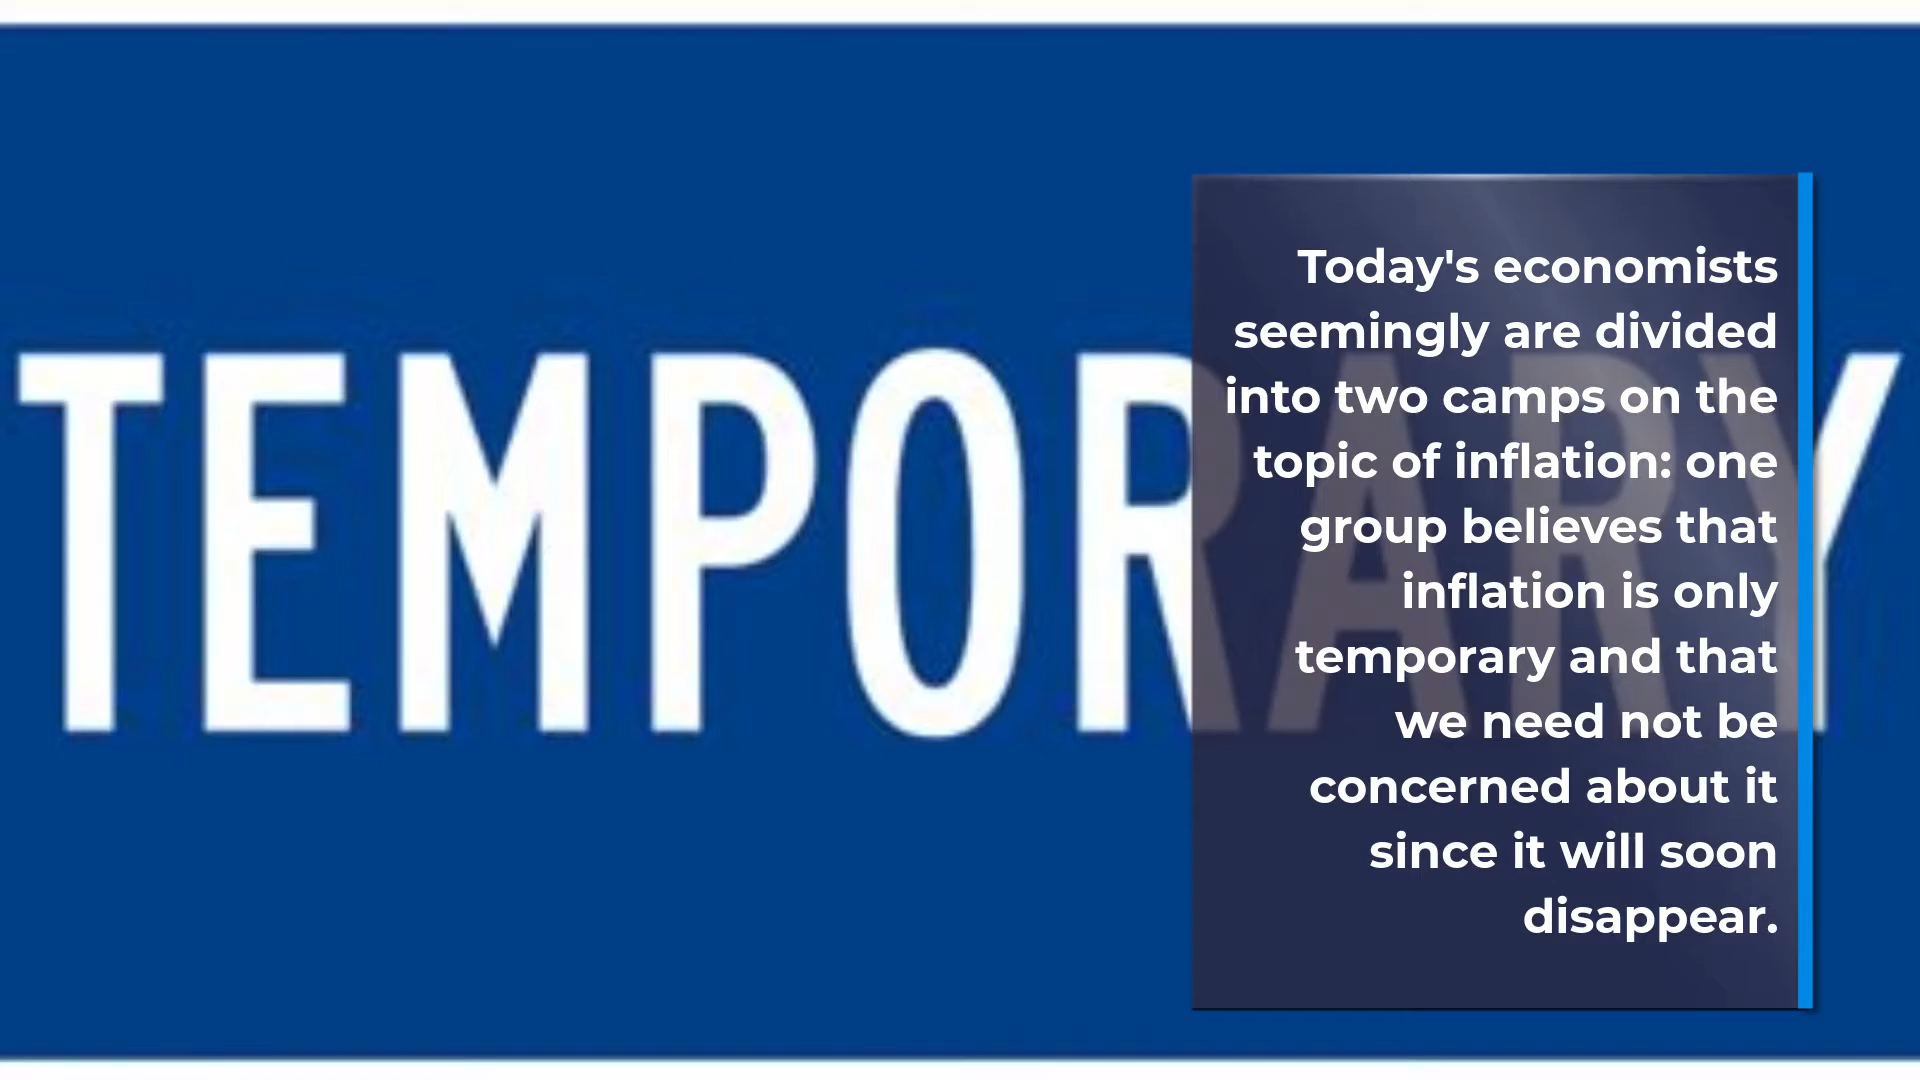 TEMPORARY
Today's economists
seemingly are divided
into two camps on the
topic of inflation: one
group believes that
inflation is only
temporary and that
we need not be
concerned about it
since it will soon
disappear.